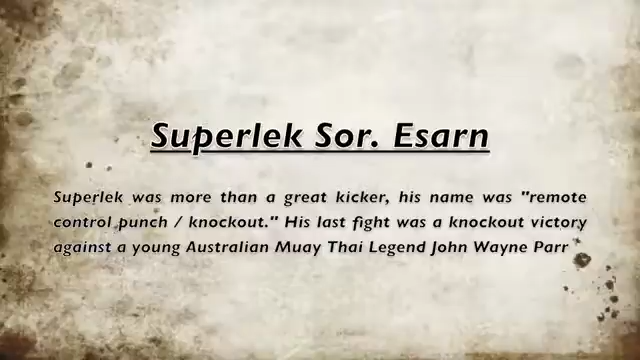 Superlek Sor. Esarn
Superlek was more than a great kicker, his name was "remote
control punch / knockout." His last fight was a knockout victory
against a young Australian Muay Thai Legend John Wayne Parr